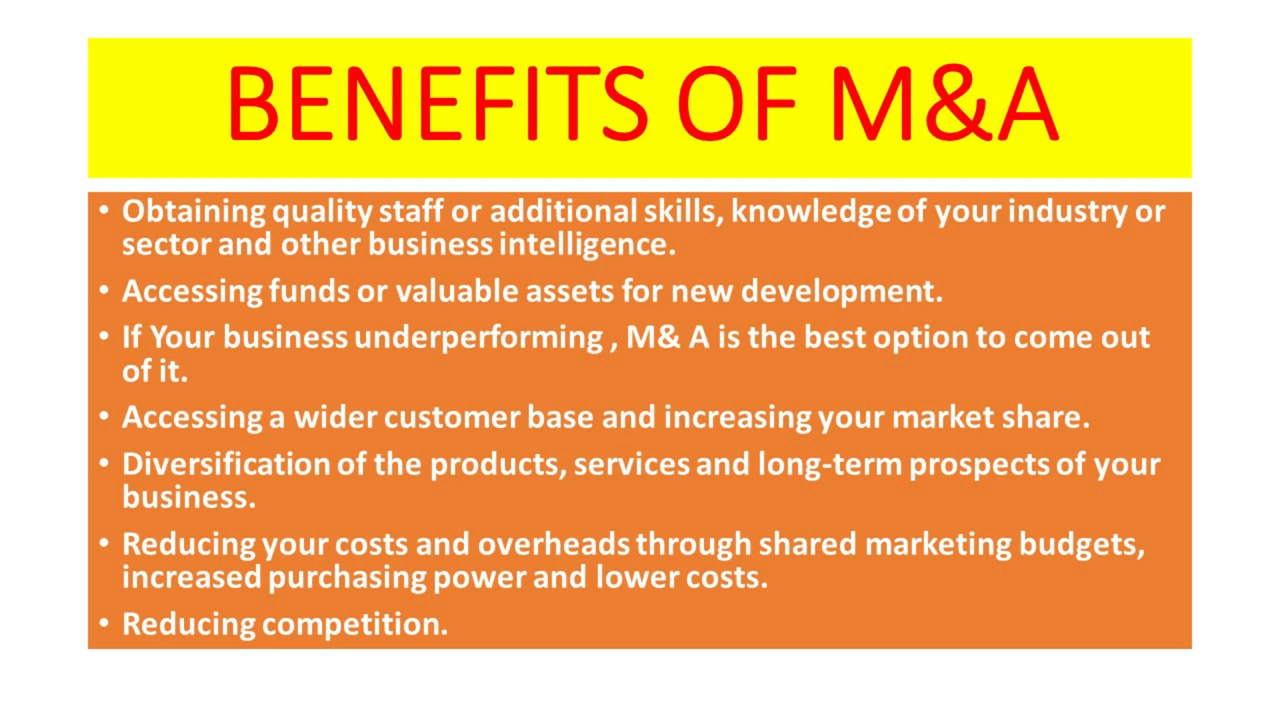 BENEFITS OF M&A
• Obtaining quality staff or additional skills, knowledge of your industry or
sector and other business intelligence.
• Accessing funds or valuable assets for new development.
• If Your business underperforming , M& A is the best option to come out
of it.
• Accessing a wider customer base and increasing your market share.
• Diversification of the products, services and long-term prospects of your
business.
• Reducing your costs and overheads through shared marketing budgets,
increased purchasing power and lower costs.
• Reducing competition.